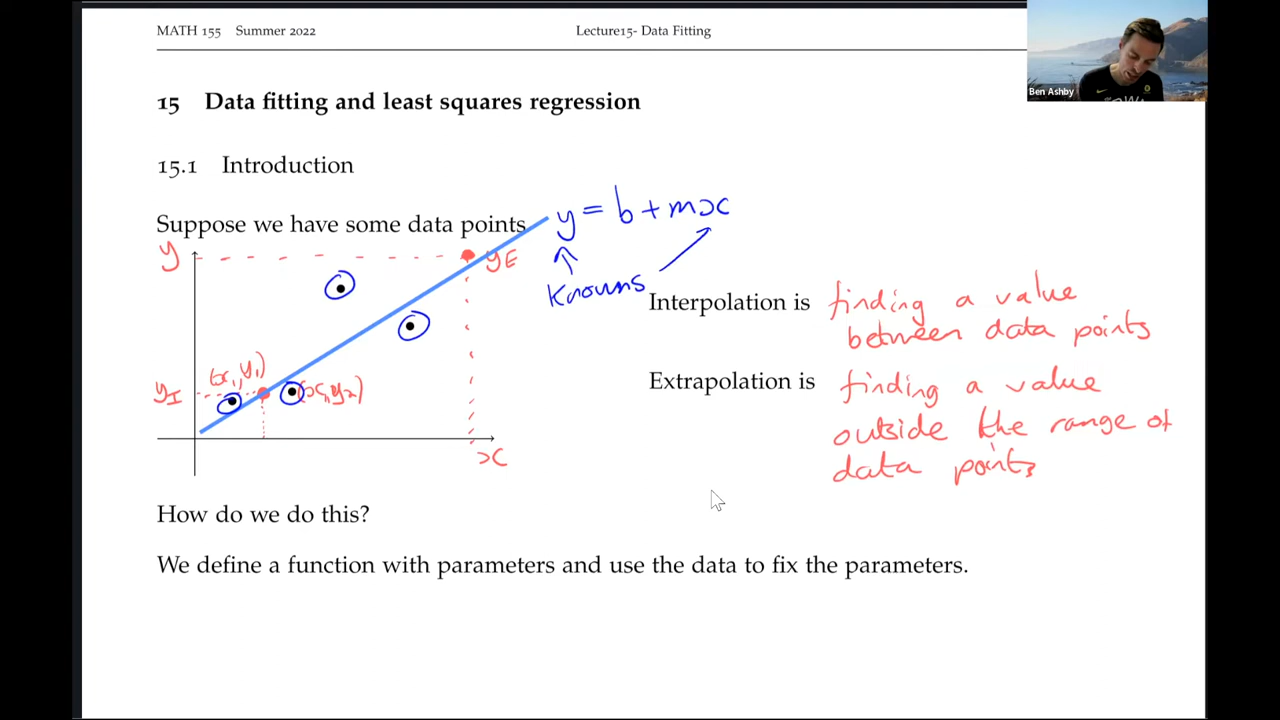 MATH 155 Summer 2022 Lecture15- Data Fitting
Ben Ashby
15 Data fitting and least squares regression
15.1 Introduction
Suppose we have some data points
y = b + mx
y
yE
Knowns
Interpolation is finding a value
between data points
(x1, y1)
yI
(x, y2)
Extrapolation is finding a value
outside the range of
data points
x
How do we do this?
We define a function with parameters and use the data to fix the parameters.